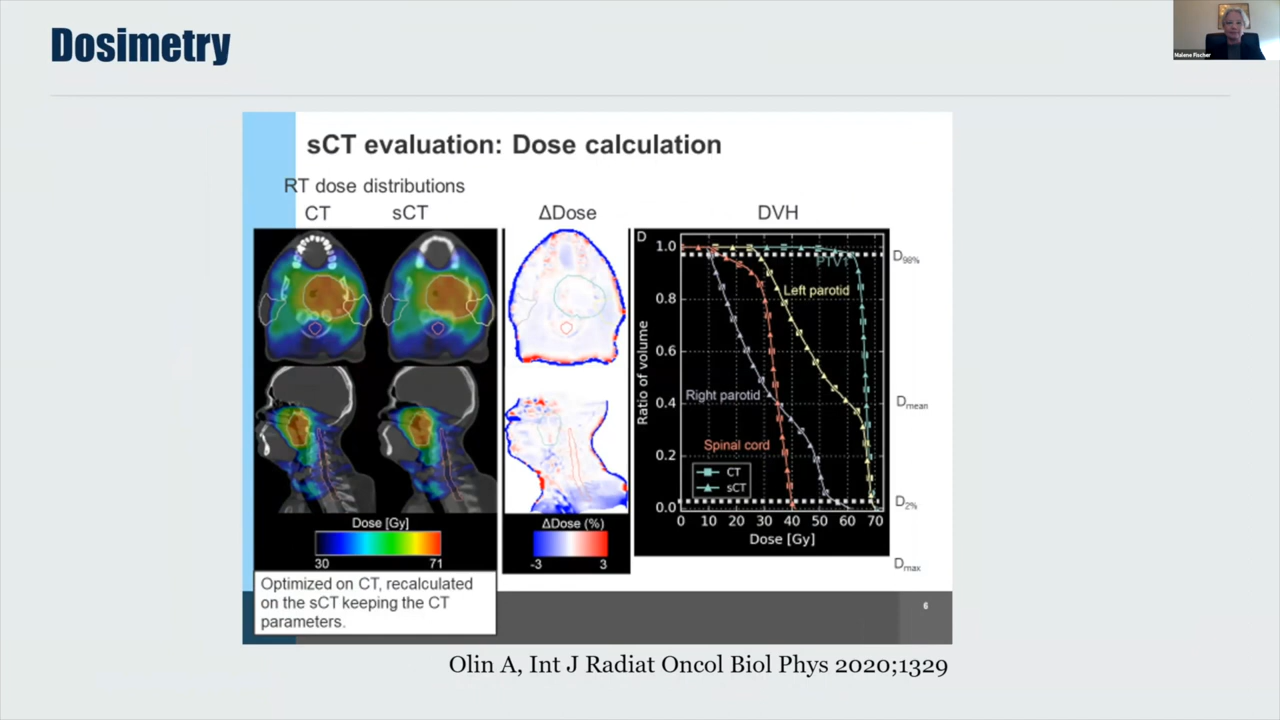 Dosimetry
Malene Fischer
sCT evaluation: Dose calculation
RT dose distributions
CT
sCT
ΔDose
DVH
D
1.0
0.8
0.6
0.4
0.2
0.0
Ratio of volume
PTV
Left parotid
Right parotid
Spinal cord
CT
sCT
0 10 20 30 40 50 60 70
Dose [Gy]
D98%
Dmean
D2%
Dmax
Dose [Gy]
30 71
ΔDose (%)
-3 3
Optimized on CT, recalculated
on the sCT keeping the CT
parameters.
6
Olin A, Int J Radiat Oncol Biol Phys 2020;1329